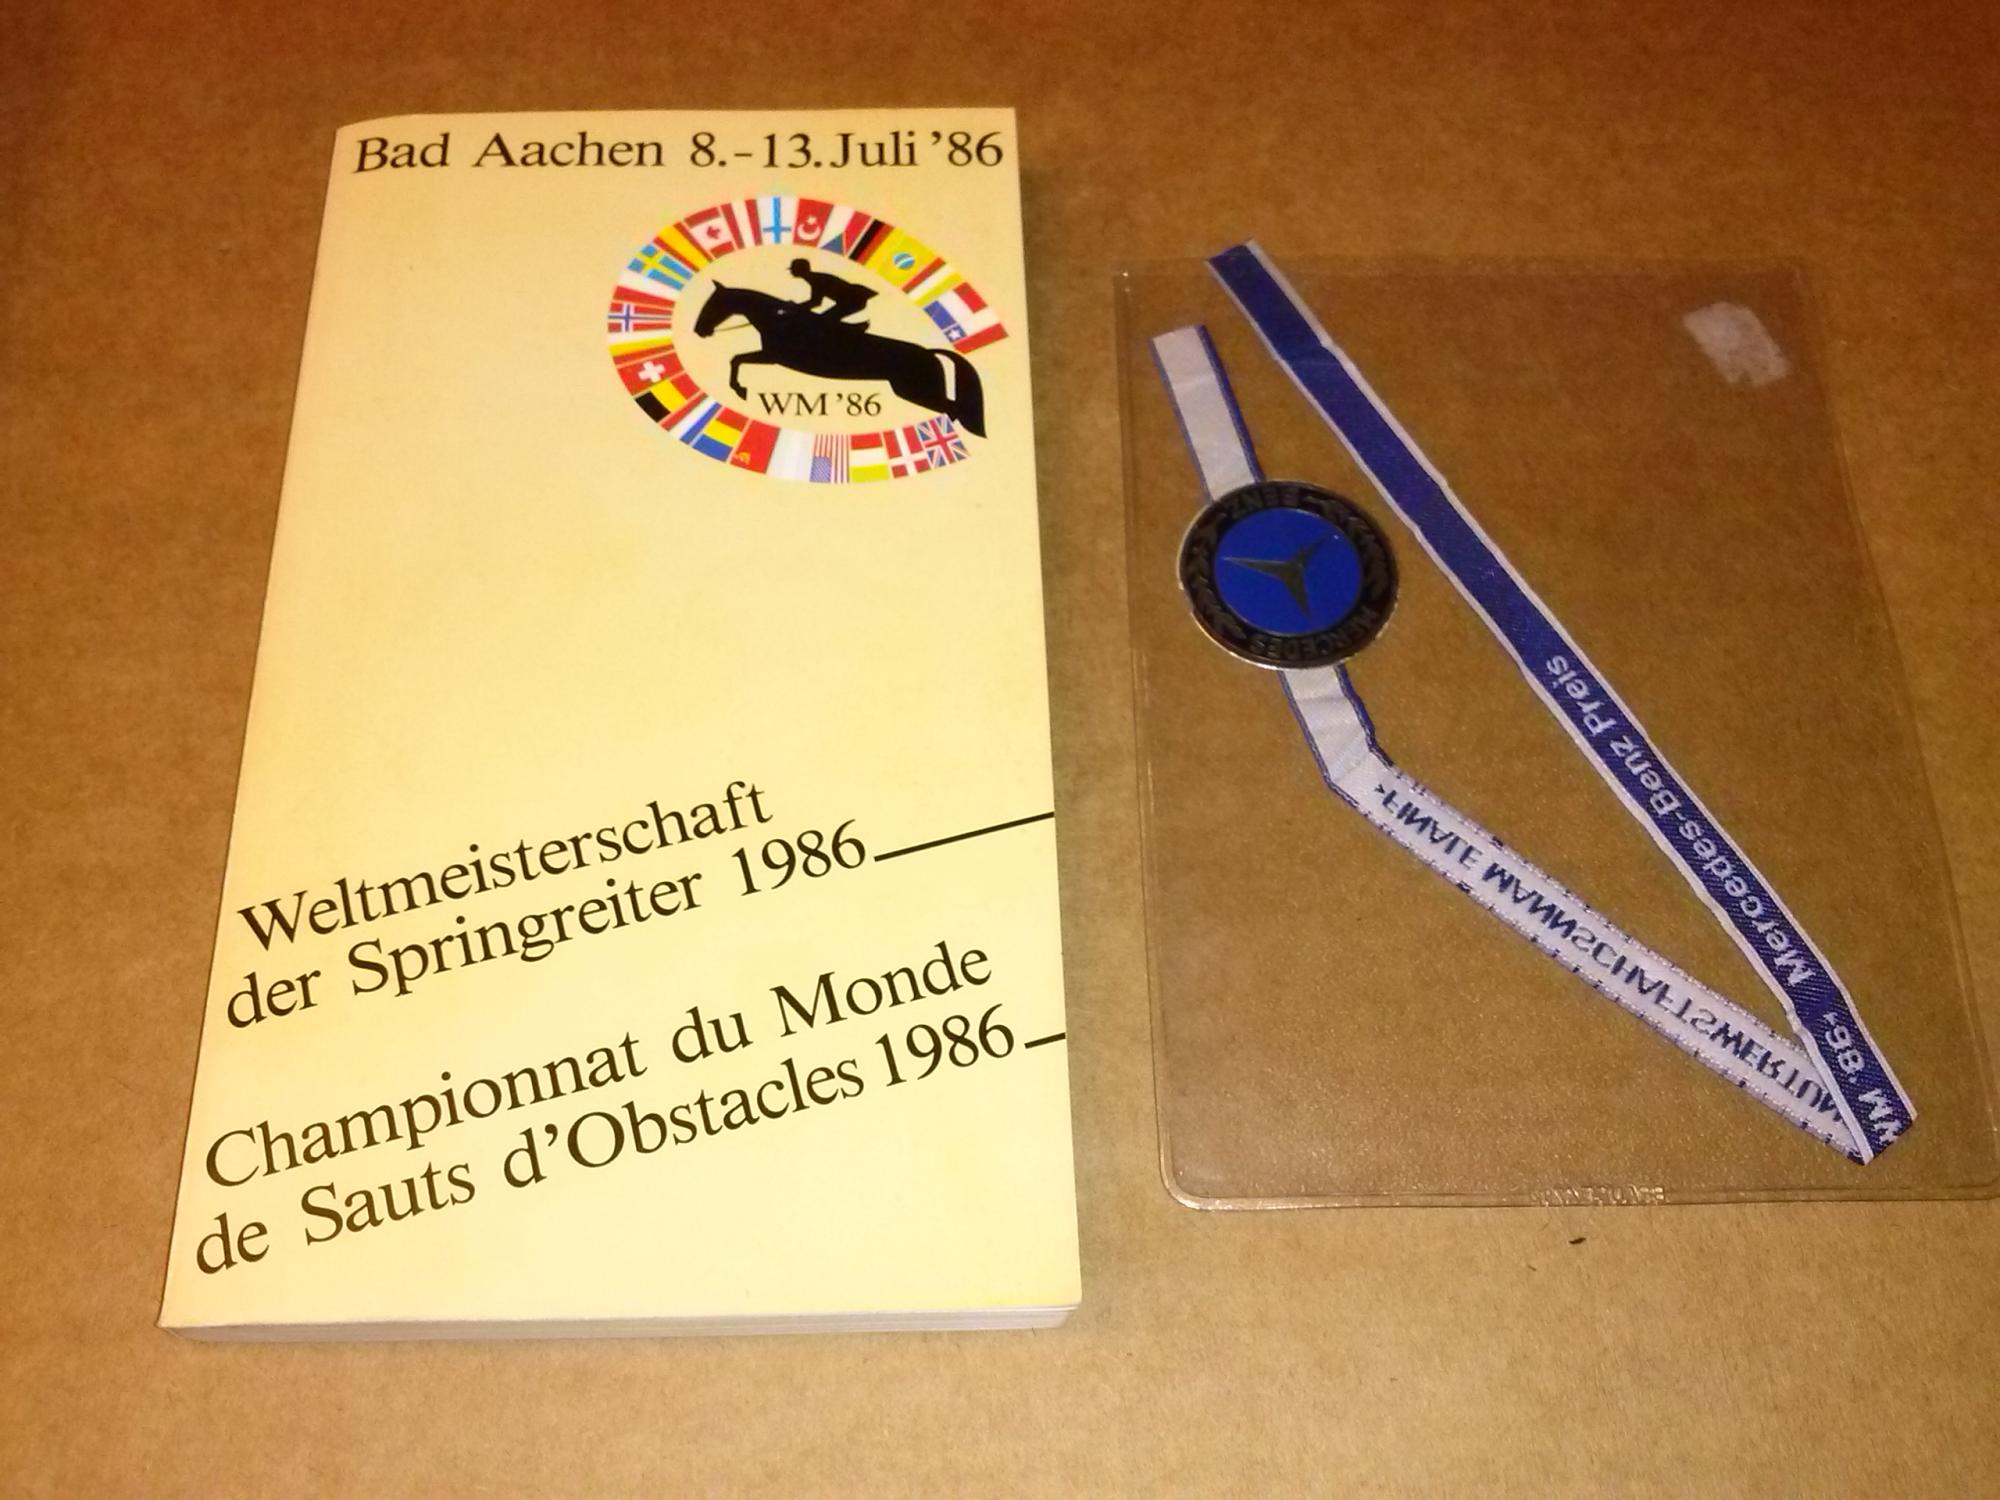 Bad Aachen 8.-13. Juli ’86
WM ’86
Weltmeisterschaft
der Springreiter 1986
Championnat du Monde
de Sauts d’Obstacles 1986
MERCEDES
BENZ
WM ’86, Mercedes-Benz Preis
›FINALE MANNSCHAFTSWERTUN